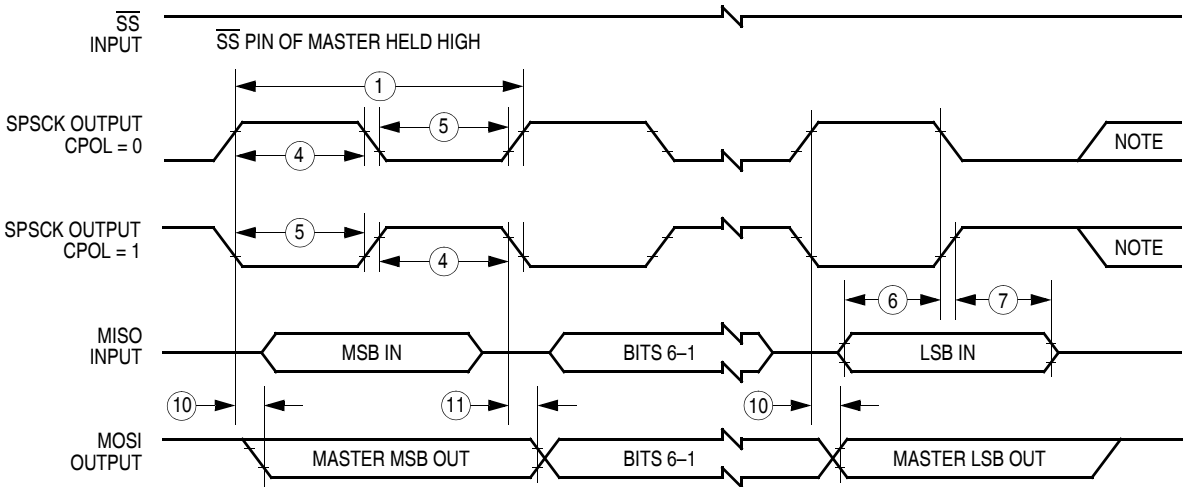 SS
INPUT
SS PIN OF MASTER HELD HIGH
1
SPSCK OUTPUT
CPOL = 0
5
4
NOTE
SPSCK OUTPUT
CPOL = 1
5
4
NOTE
6
7
MISO
INPUT
MSB IN
BITS 6–1
LSB IN
10
11
10
MOSI
OUTPUT
MASTER MSB OUT
BITS 6–1
MASTER LSB OUT